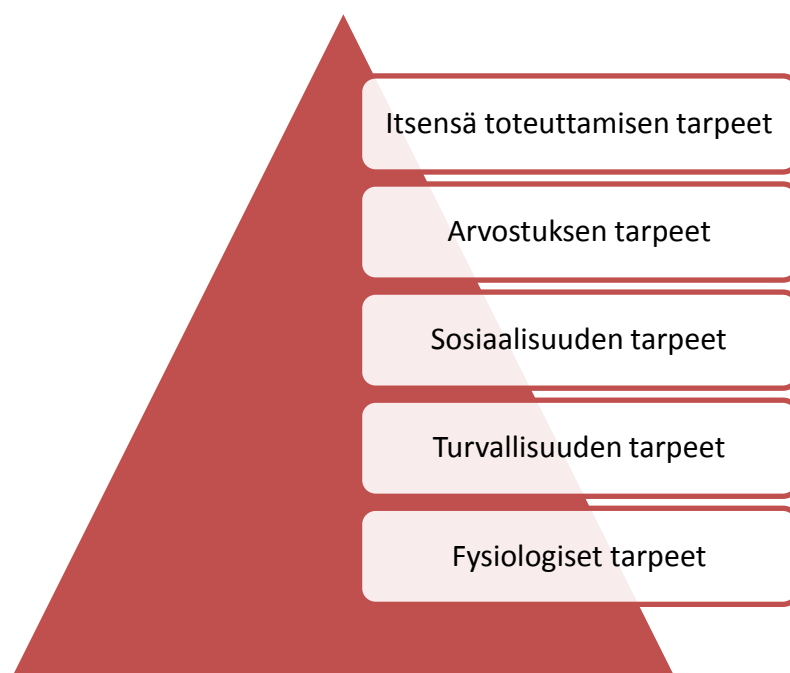 Itsensä toteuttamisen tarpeet
Arvostuksen tarpeet
Sosiaalisuuden tarpeet
Turvallisuuden tarpeet
Fysiologiset tarpeet